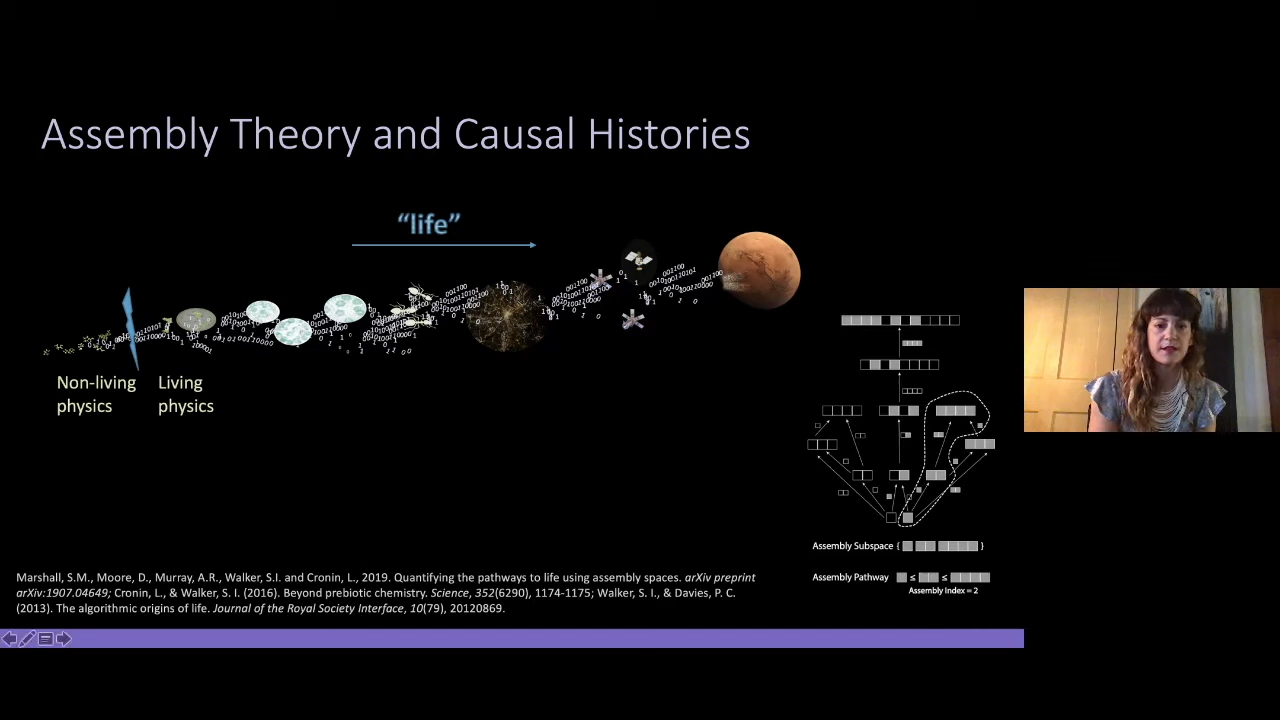 Assembly Theory and Causal Histories
“life”
Non-living
physics
Living
physics
Assembly Subspace { }
Assembly Pathway ≤ ≤
Assembly Index = 2
Marshall, S.M., Moore, D., Murray, A.R., Walker, S.I. and Cronin, L., 2019. Quantifying the pathways to life using assembly spaces. arXiv preprint
arXiv:1907.04649; Cronin, L., & Walker, S. I. (2016). Beyond prebiotic chemistry. Science, 352(6290), 1174-1175; Walker, S. I., & Davies, P. C.
(2013). The algorithmic origins of life. Journal of the Royal Society Interface, 10(79), 20120869.